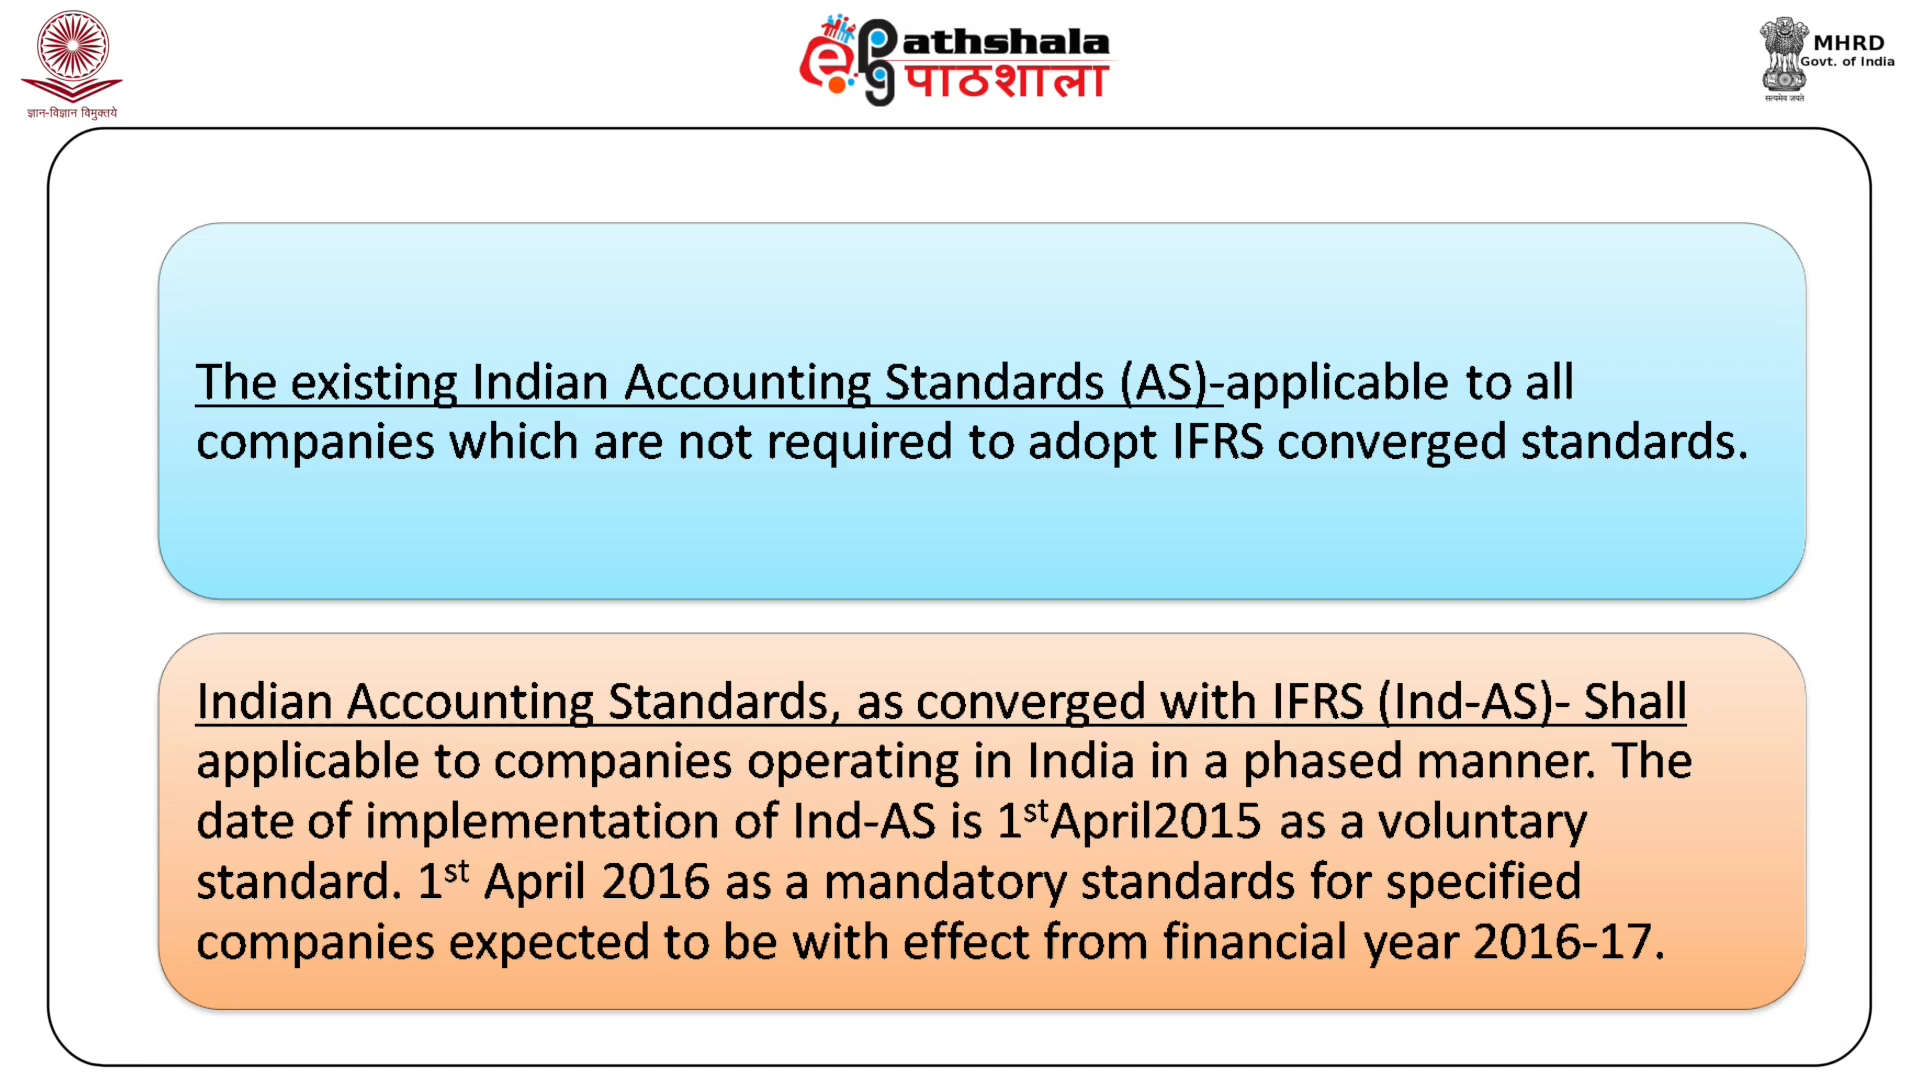 ज्ञान-विज्ञान विमुक्तये
ePg athshala
पाठशाला
MHRD
Govt. of India
सत्यमेव जयते
The existing Indian Accounting Standards (AS)-applicable to all
companies which are not required to adopt IFRS converged standards.
Indian Accounting Standards, as converged with IFRS (Ind-AS)- Shall
applicable to companies operating in India in a phased manner. The
date of implementation of Ind-AS is 1stApril2015 as a voluntary
standard. 1st April 2016 as a mandatory standards for specified
companies expected to be with effect from financial year 2016-17.